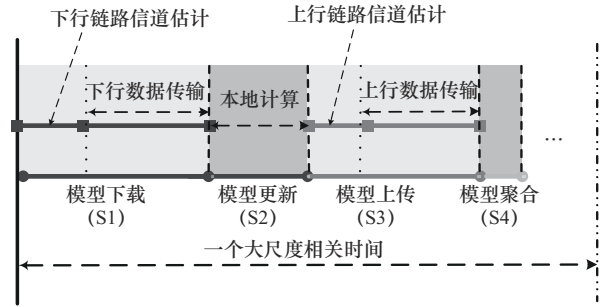 下行链路信道估计
上行链路信道估计
下行数据传输
本地计算
上行数据传输
...
模型下载
(S1)
模型更新
(S2)
模型上传
(S3)
模型聚合
(S4)
一个大尺度相关时间